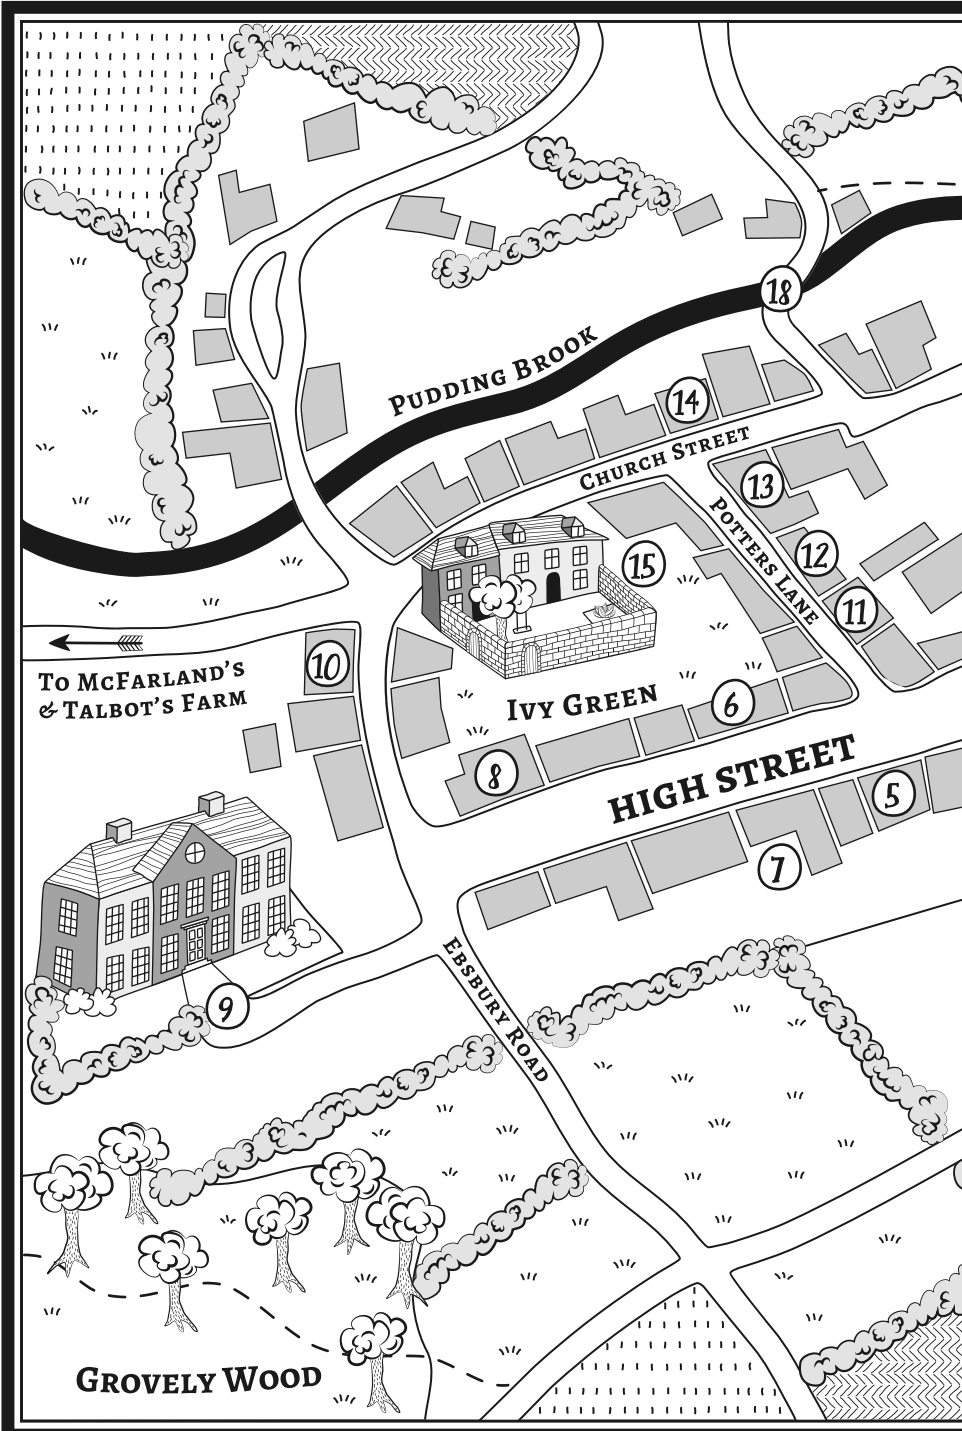 18
PUDDING BROOK
14
CHURCH STREET
13
POTTERS LANE
12
15
11
10
TO MCFARLAND'S
& TALBOT'S FARM
IVY GREEN
6
8
HIGH STREET
5
7
9
EBSBURY ROAD
GROVELY WOOD